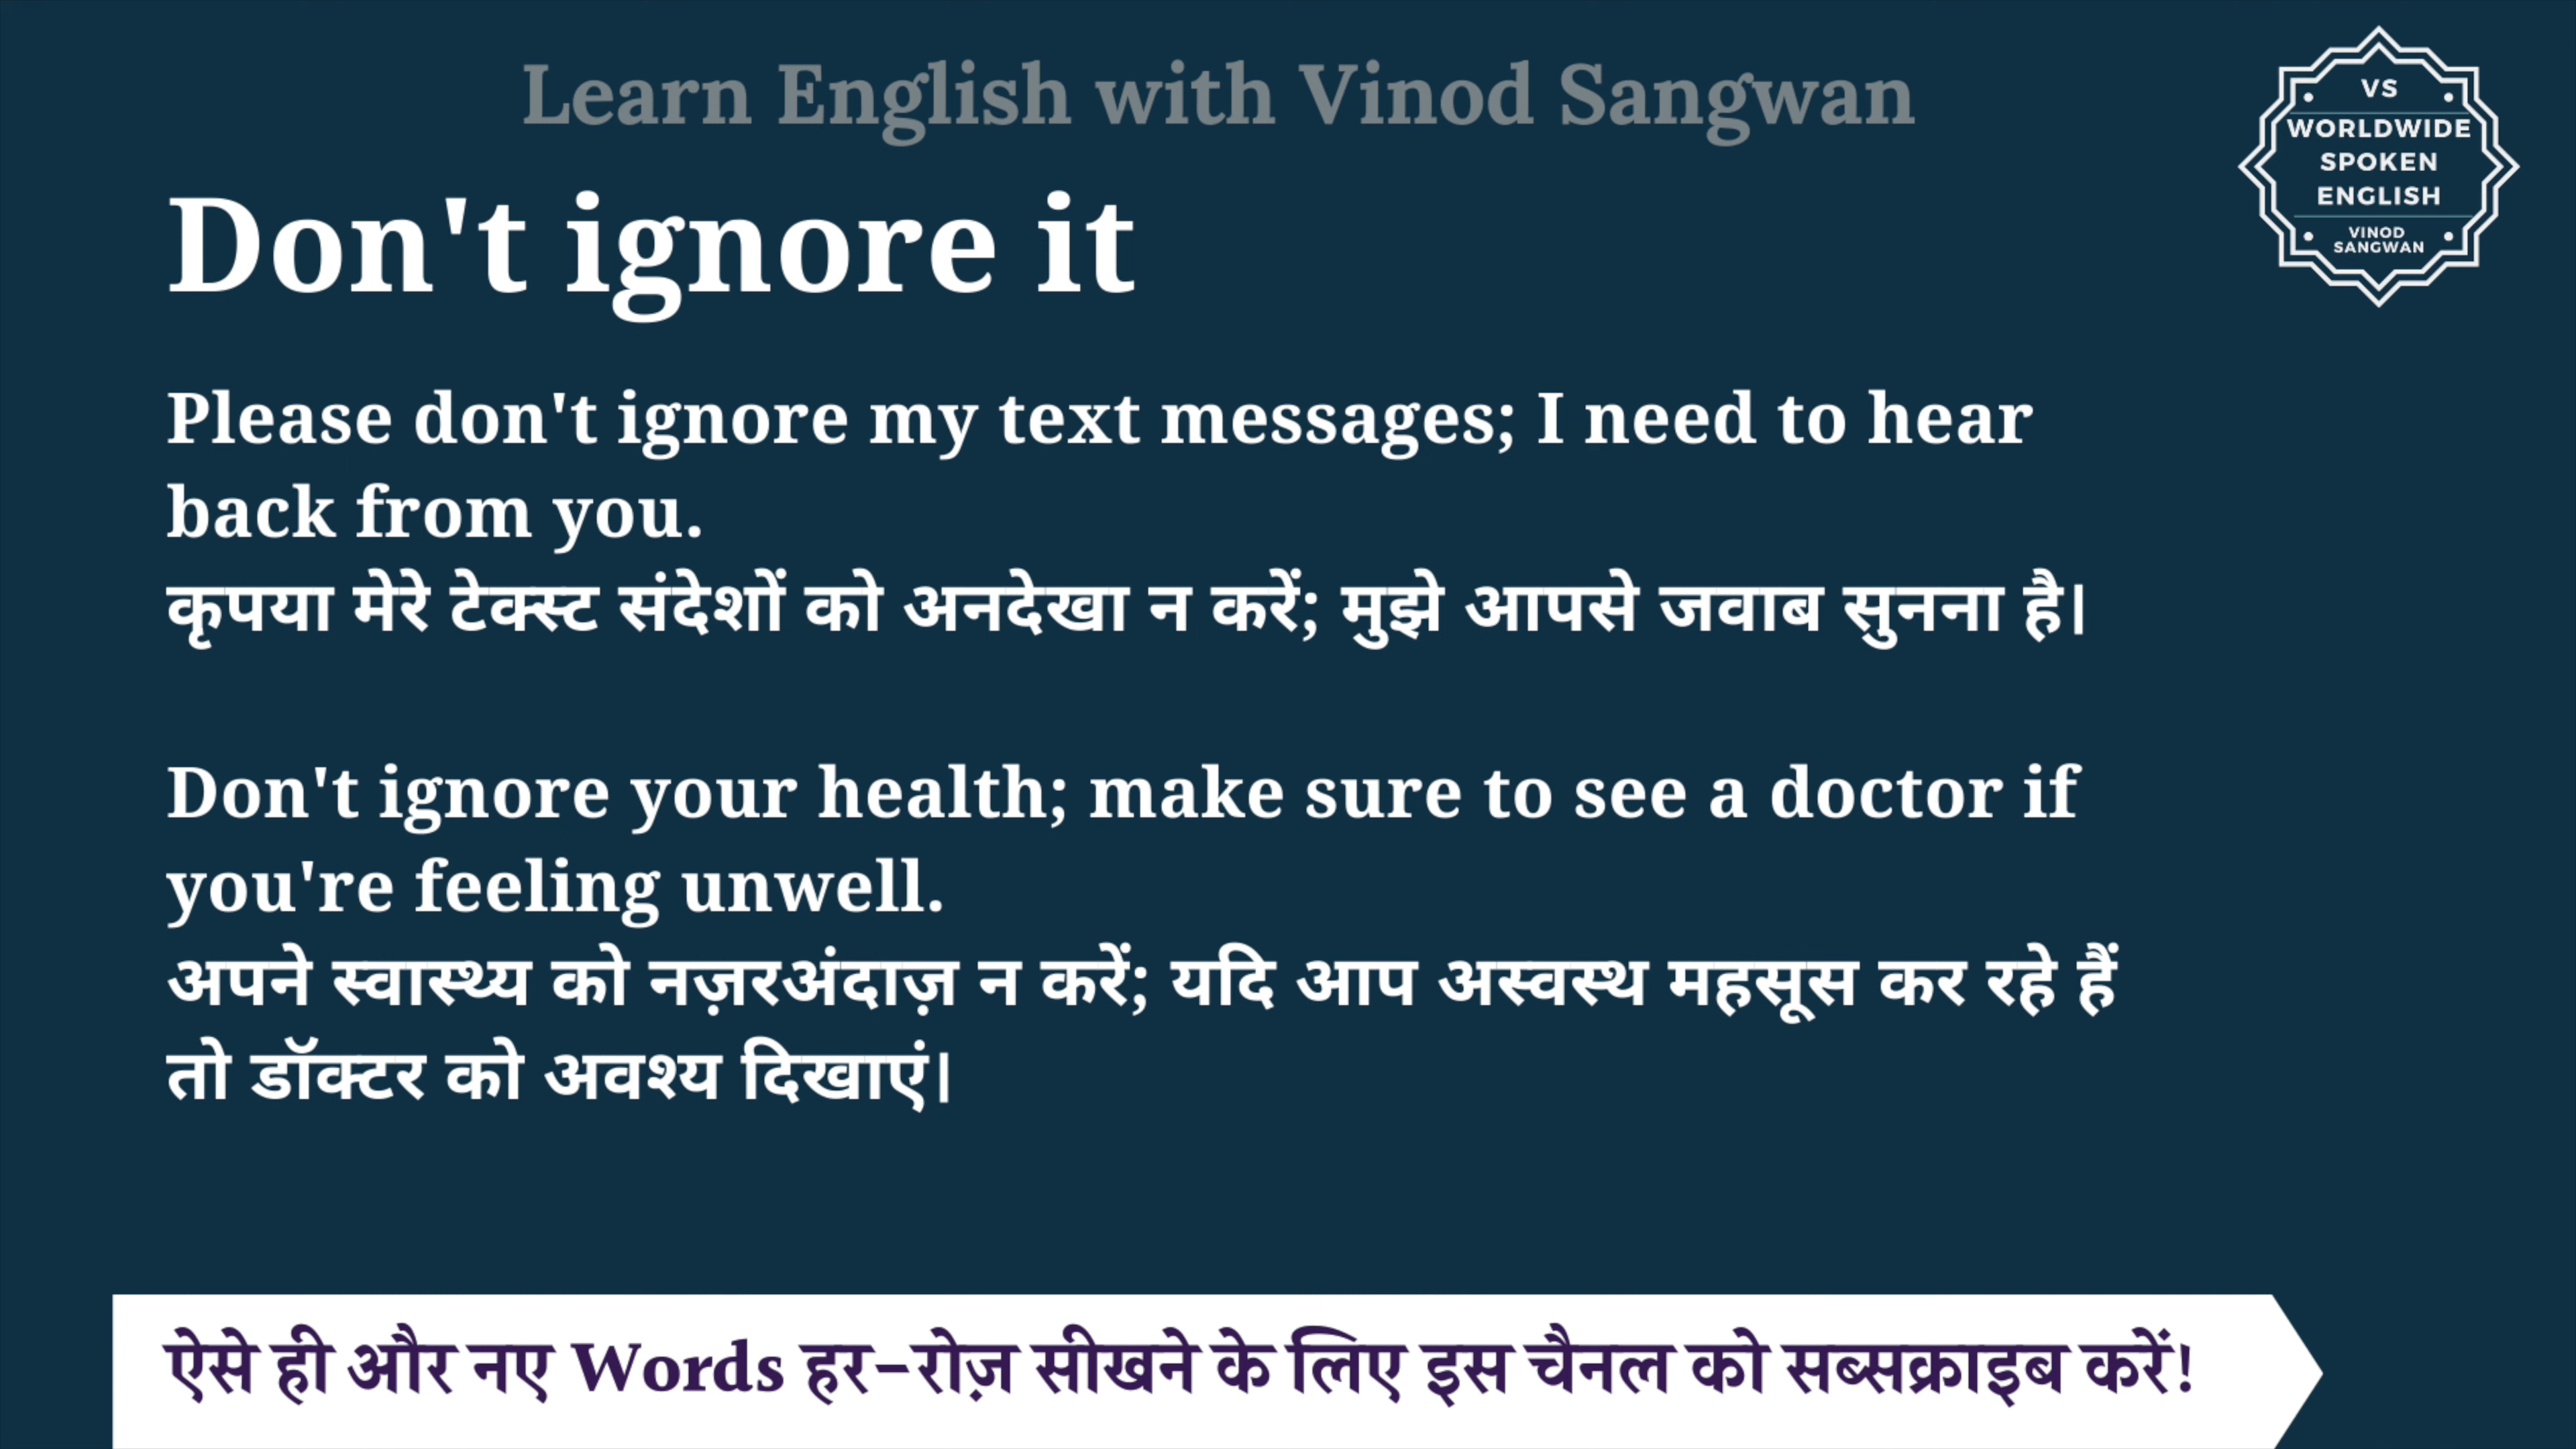 Learn English with Vinod Sangwan
VS
WORLDWIDE
SPOKEN
ENGLISH
VINOD
SANGWAN
Don't ignore it
Please don't ignore my text messages; I need to hear
back from you.
कृपया मेरे टेक्स्ट संदेशों को अनदेखा न करें; मुझे आपसे जवाब सुनना है।
Don't ignore your health; make sure to see a doctor if
you're feeling unwell.
अपने स्वास्थ्य को नज़रअंदाज़ न करें; यदि आप अस्वस्थ महसूस कर रहे हैं
तो डॉक्टर को अवश्य दिखाएं।
ऐसे ही और नए Words हर-रोज़ सीखने के लिए इस चैनल को सब्सक्राइब करें!